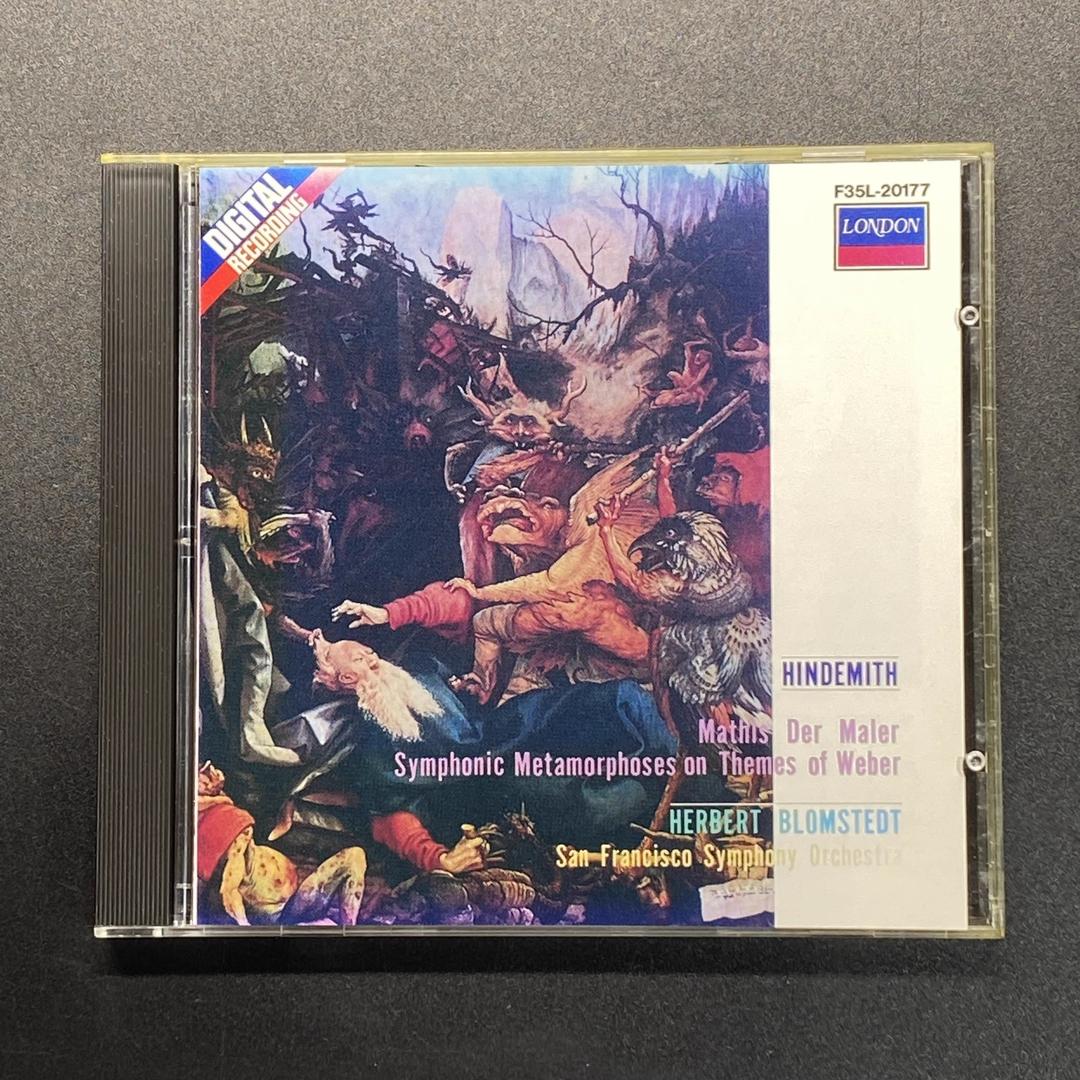 DIGITAL
RECORDING
F35L-20177
LONDON
HINDEMITH
Mathis Der Maler
Symphonic Metamorphoses on Themes of Weber
HERBERT BLOMSTEDT
San Francisco Symphony Orchestra